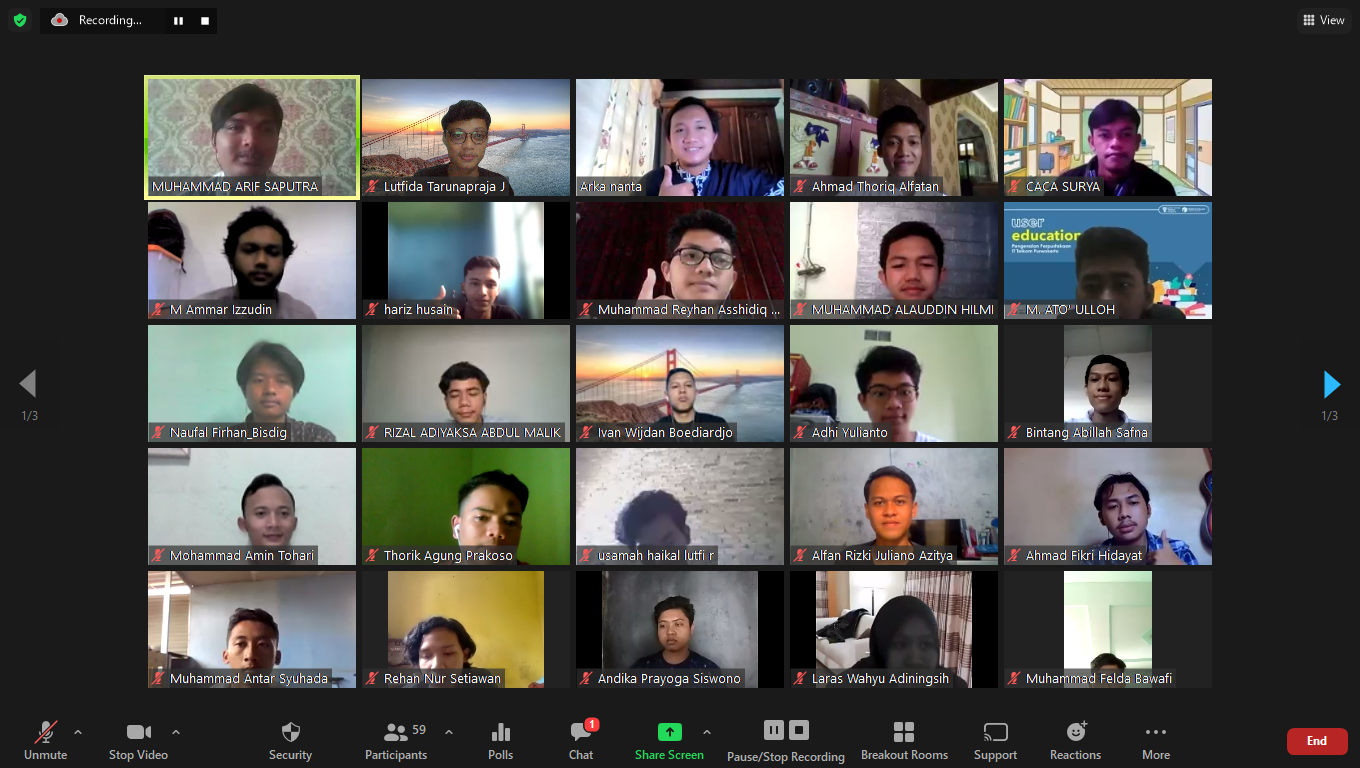 Recording...
View
MUHAMMAD ARIF SAPUTRA
Lutfida Tarunapraja J
Arka nanta
Ahmad Thoriq Alfatan
CACA SURYA
M Ammar Izzudin
hariz husain
Muhammad Reyhan Asshidiq ...
MUHAMMAD ALAUDDIN HILMI
user
education
Pengenalan Perpustakaan
IT Telkom Purwokerto
M. ATO' ULLOH
Naufal Firhan_Bisdig
RIZAL ADIYAKSA ABDUL MALIK
Ivan Wijdan Boediardjo
Adhi Yulianto
Bintang Abillah Safna
1/3
1/3
Mohammad Amin Tohari
Thorik Agung Prakoso
usamah haikal lutfi r
Alfan Rizki Juliano Azitya
Ahmad Fikri Hidayat
Muhammad Antar Syuhada
Rehan Nur Setiawan
Andika Prayoga Siswono
Laras Wahyu Adiningsih
Muhammad Felda Bawafi
59
1
Unmute
Stop Video
Security
Participants
Polls
Chat
Share Screen
Pause/Stop Recording
Breakout Rooms
Support
Reactions
More
End